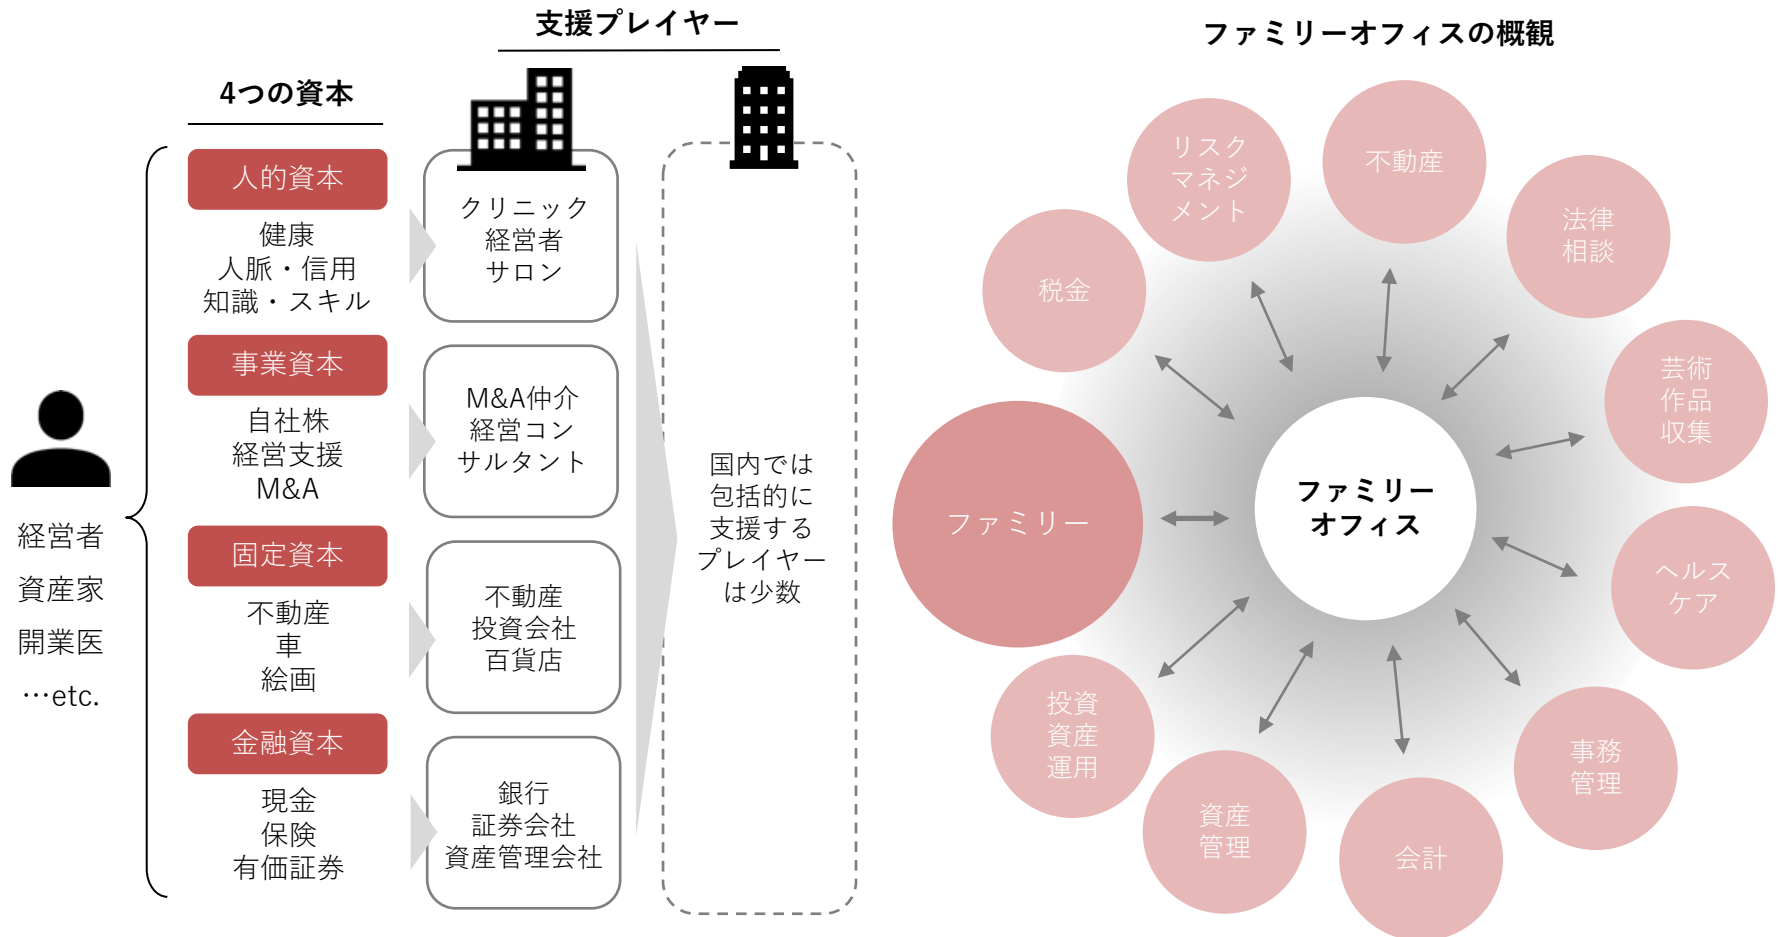 支援プレイヤー
4つの資本
経営者
資産家
開業医
…etc.
人的資本
健康
人脈・信用
知識・スキル
事業資本
自社株
経営支援
M&A
固定資本
不動産
車
絵画
金融資本
現金
保険
有価証券
クリニック
経営者
サロン
M&A仲介
経営コン
サルタント
不動産
投資会社
百貨店
銀行
証券会社
資産管理会社
国内では
包括的に
支援する
プレイヤー
は少数
ファミリーオフィスの概観
ファミリー
オフィス
ファミリー
税金
リスク
マネジ
メント
不動産
法律
相談
芸術
作品
収集
ヘルス
ケア
事務
管理
会計
資産
管理
投資
資産
運用